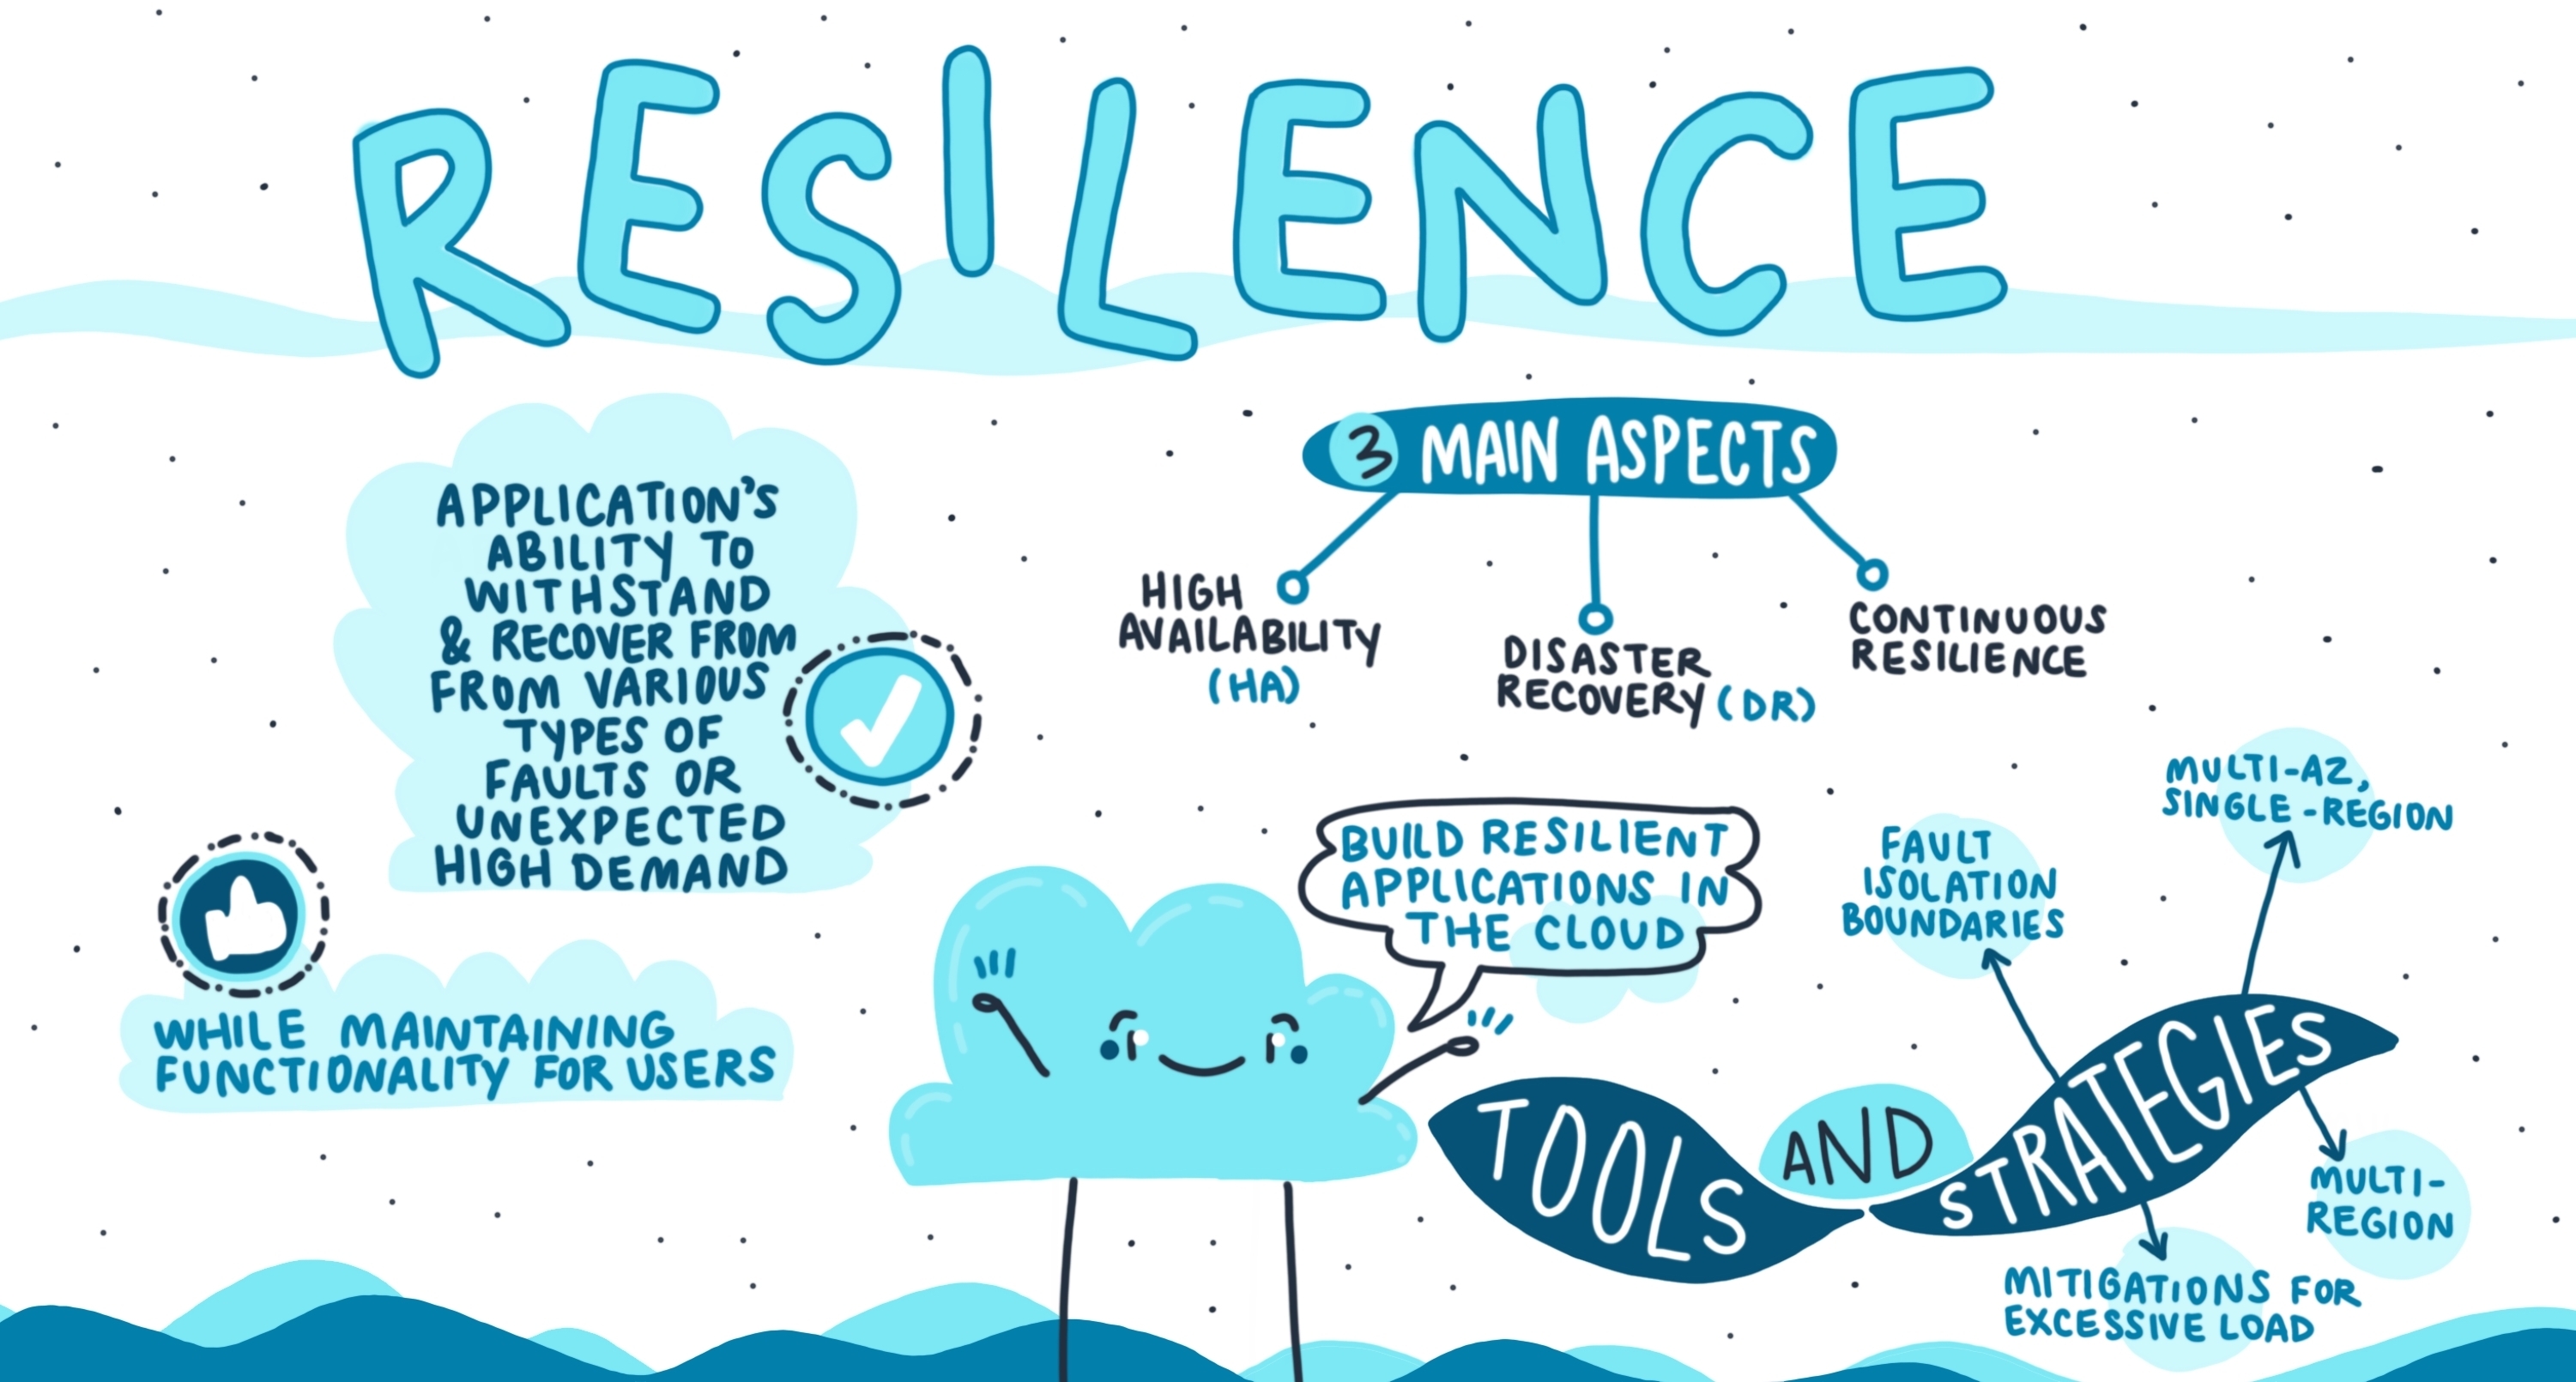 RESILENCE
APPLICATION'S
ABILITY TO
WITHSTAND
& RECOVER FROM
FROM VARIOUS
TYPES OF
FAULTS OR
UNEXPECTED
HIGH DEMAND
WHILE MAINTAINING
FUNCTIONALITY FOR USERS
3 MAIN ASPECTS
HIGH
AVAILABILITY
(HA)
DISASTER
RECOVERY (DR)
CONTINUOUS
RESILIENCE
BUILD RESILIENT
APPLICATIONS IN
THE CLOUD
TOOLS AND STRATEGIES
FAULT
ISOLATION
BOUNDARIES
MULTI-AZ,
SINGLE-REGION
MULTI-
REGION
MITIGATIONS FOR
EXCESSIVE LOAD